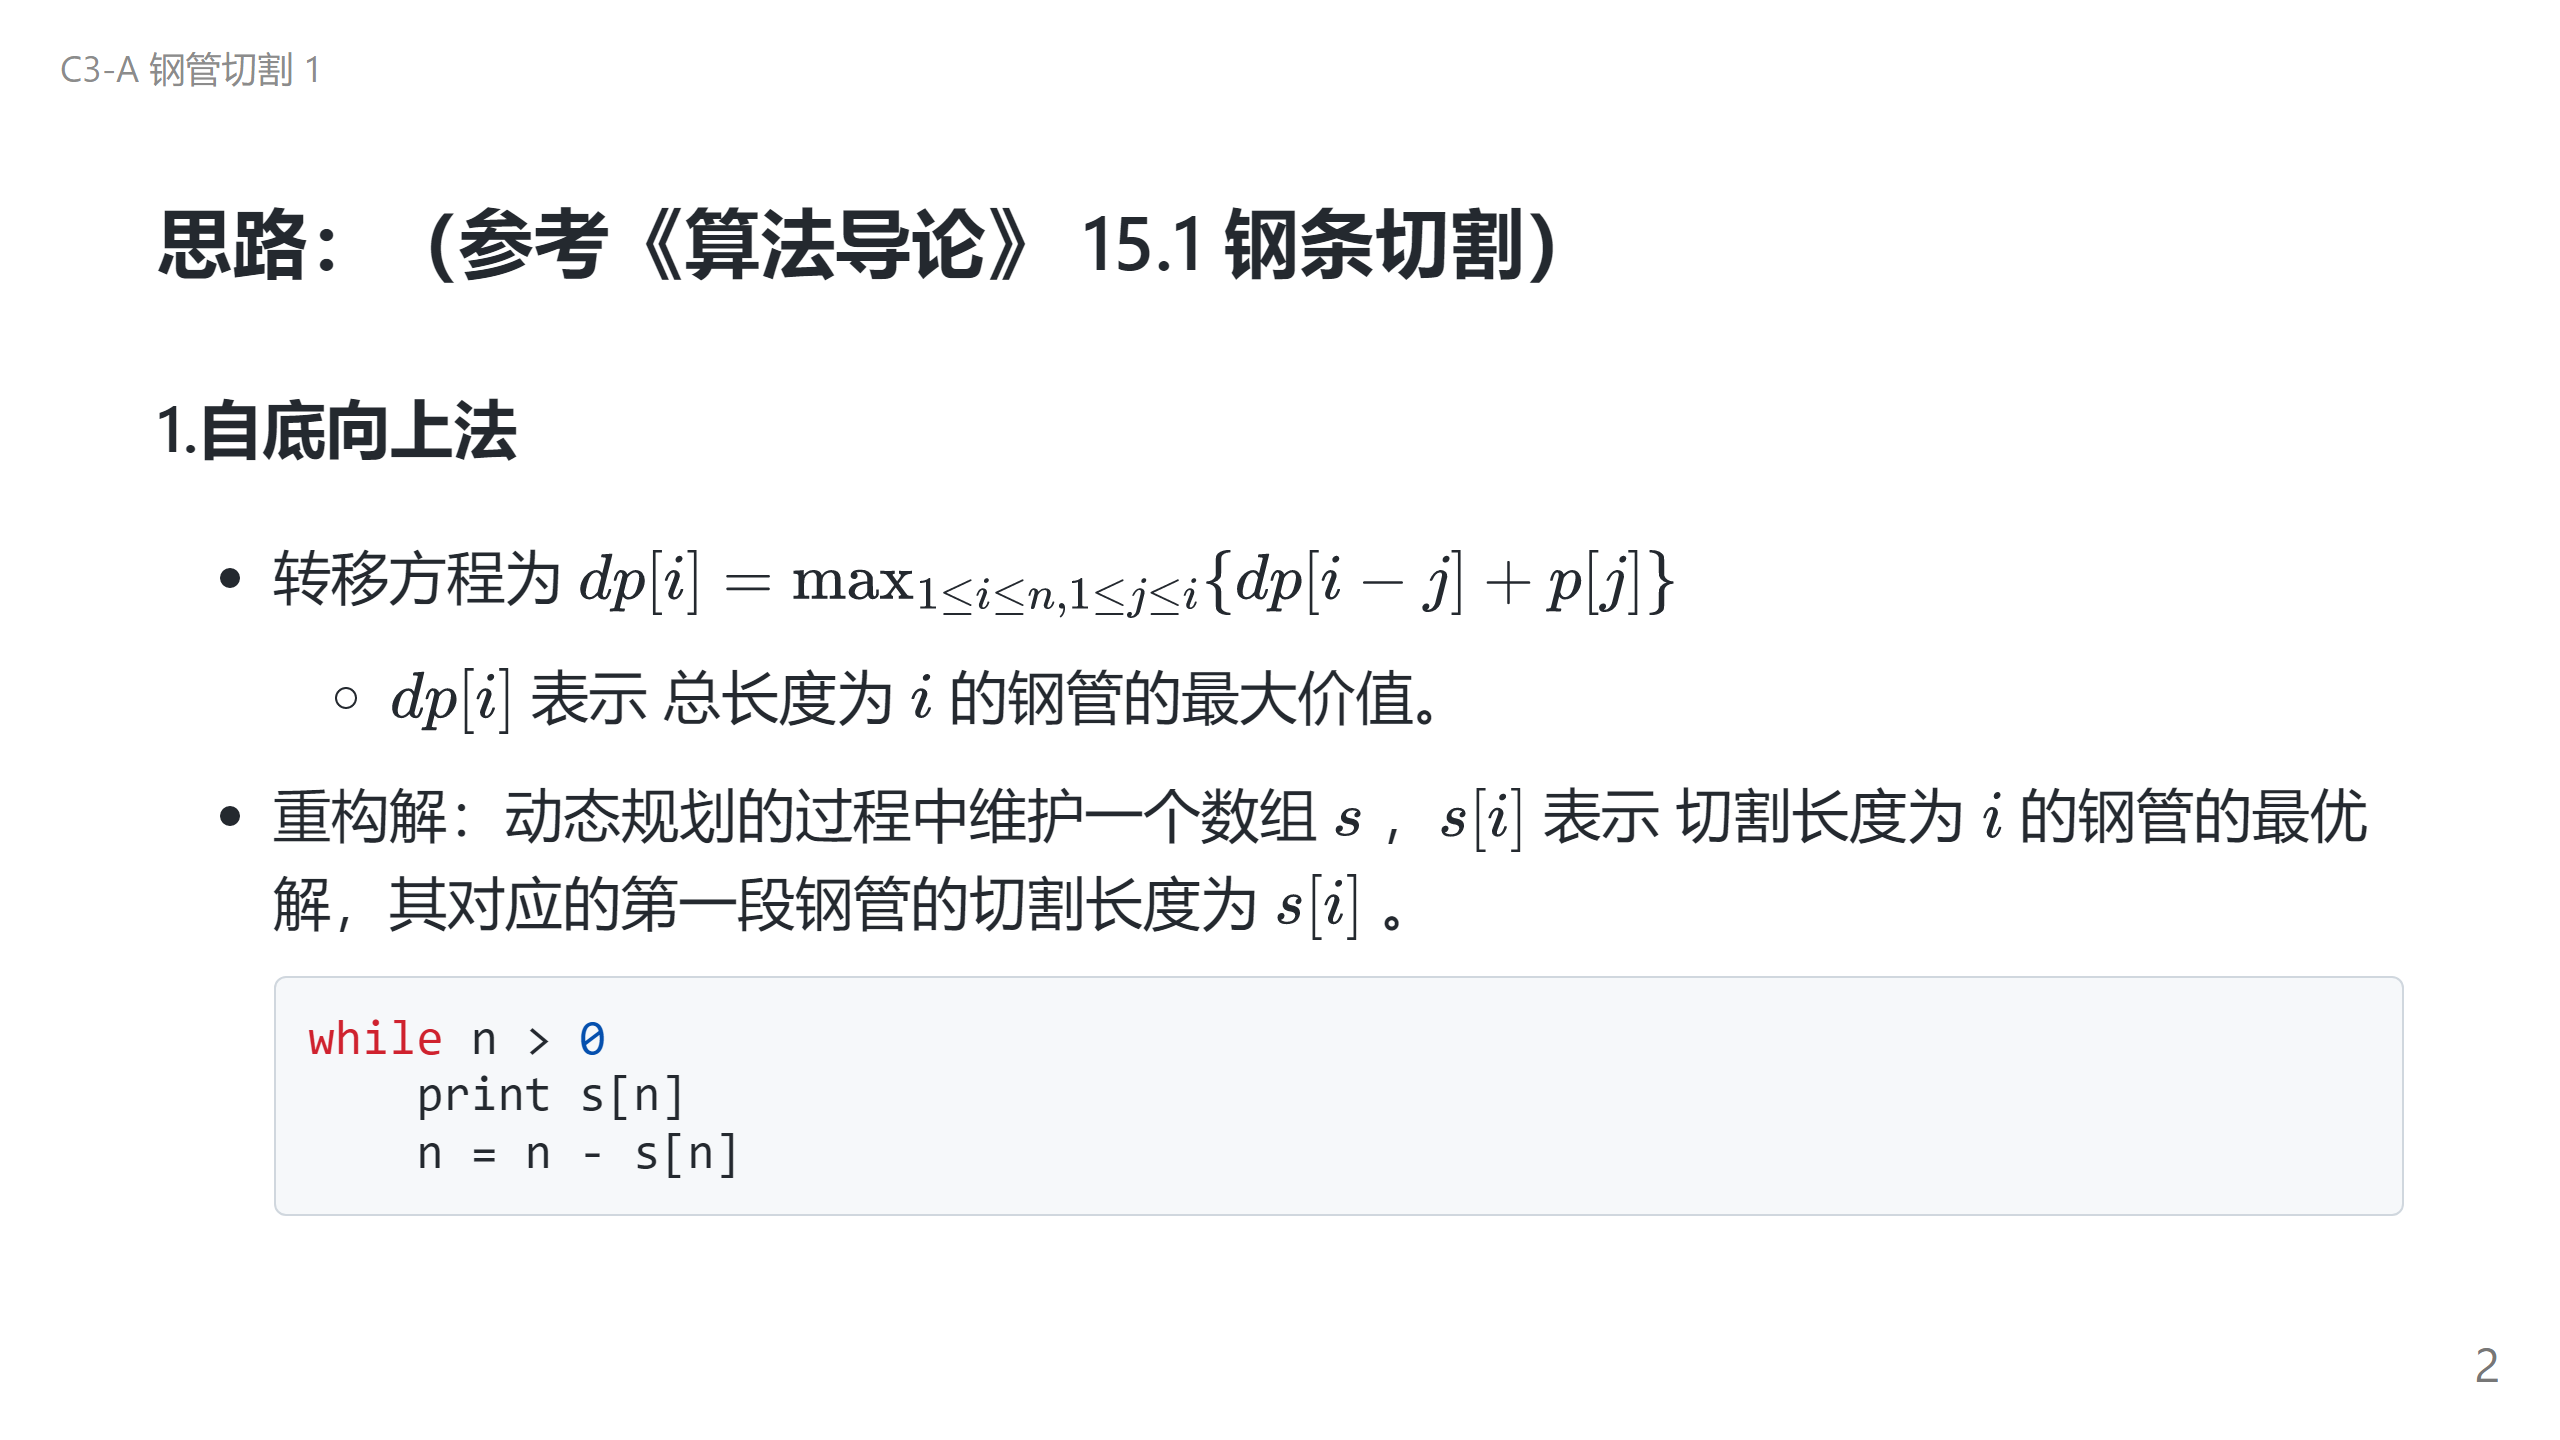 C3-A 钢管切割 1
思路：（参考《算法导论》 15.1 钢条切割）
1.自底向上法
• 转移方程为 dp[i] = max_{1≤i≤n,1≤j≤i}{dp[i − j] + p[j]}
◦ dp[i] 表示 总长度为 i 的钢管的最大价值。
• 重构解：动态规划的过程中维护一个数组 s ，s[i] 表示 切割长度为 i 的钢管的最优
解，其对应的第一段钢管的切割长度为 s[i] 。
while n > 0
    print s[n]
    n = n - s[n]
2